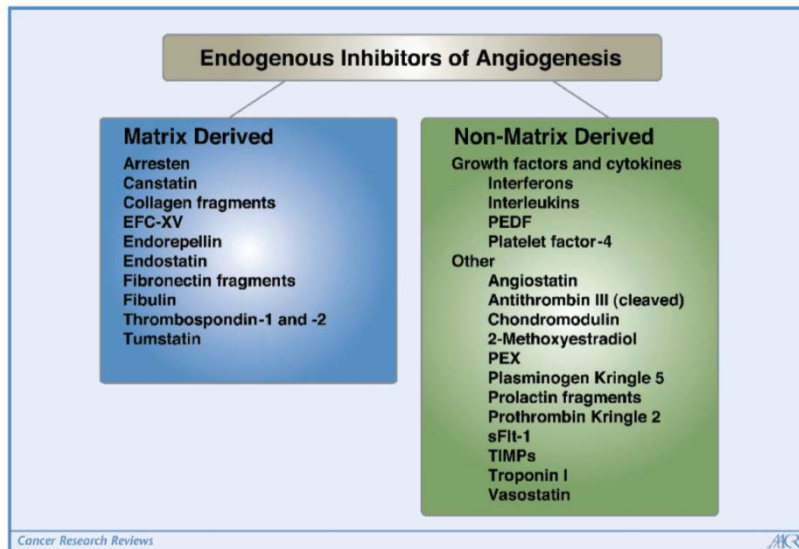 Endogenous Inhibitors of Angiogenesis
Matrix Derived
Arresten
Canstatin
Collagen fragments
EFC-XV
Endorepellin
Endostatin
Fibronectin fragments
Fibulin
Thrombospondin-1 and -2
Tumstatin
Non-Matrix Derived
Growth factors and cytokines
Interferons
Interleukins
PEDF
Platelet factor-4
Other
Angiostatin
Antithrombin III (cleaved)
Chondromodulin
2-Methoxyestradiol
PEX
Plasminogen Kringle 5
Prolactin fragments
Prothrombin Kringle 2
sFlt-1
TIMPs
Troponin I
Vasostatin
Cancer Research Reviews
AACR